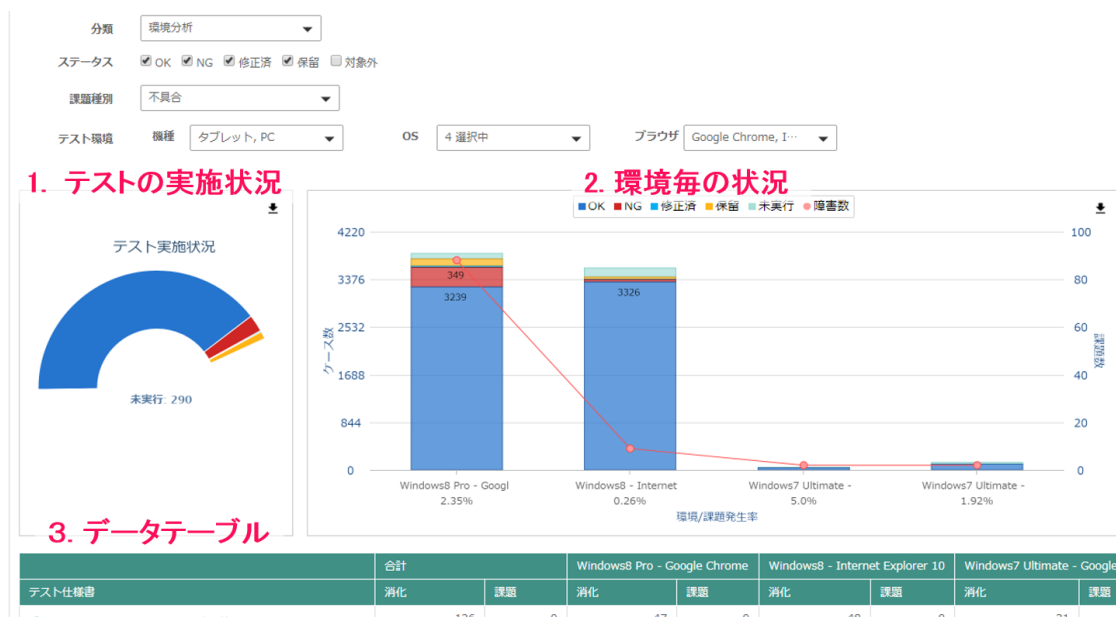 分類 環境分析
ステータス OK NG 修正済 保留 対象外
課題種別 不具合
テスト環境 機種 タブレット, PC OS 4 選択中 ブラウザ Google Chrome, I…
1. テストの実施状況
テスト実施状況
未実行: 290
2. 環境毎の状況
OK NG 修正済 保留 未実行 障害数
4220 100
3376 80
2532 60
1688 40
844 20
0 0
ケース数
課題数
349
3239
3326
Windows8 Pro - Googl Windows8 - Internet Windows7 Ultimate - Windows7 Ultimate -
2.35% 0.26% 5.0% 1.92%
環境/課題発生率
3. データテーブル
合計 Windows8 Pro - Google Chrome Windows8 - Internet Explorer 10 Windows7 Ultimate - Google
テスト仕様書 消化 課題 消化 課題 消化 課題 消化 課題